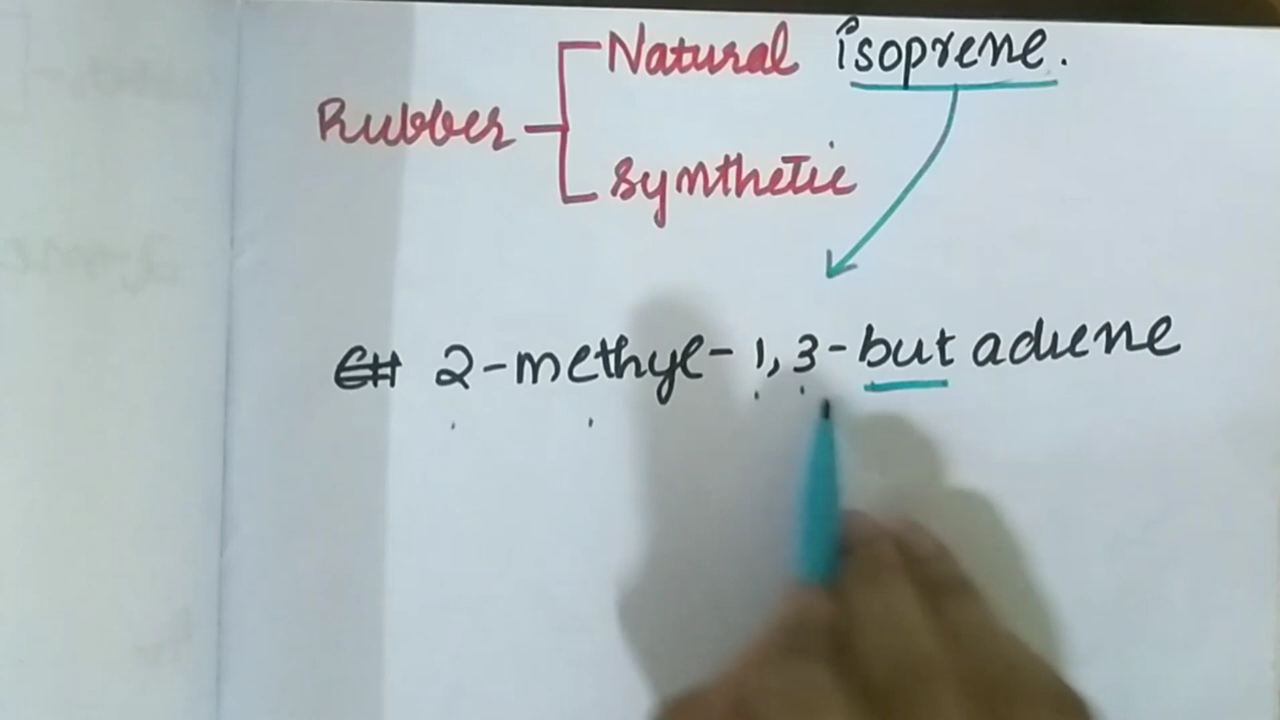 Natural isoprene.
Rubber
Synthetic
2-methyl-1,3-butadiene